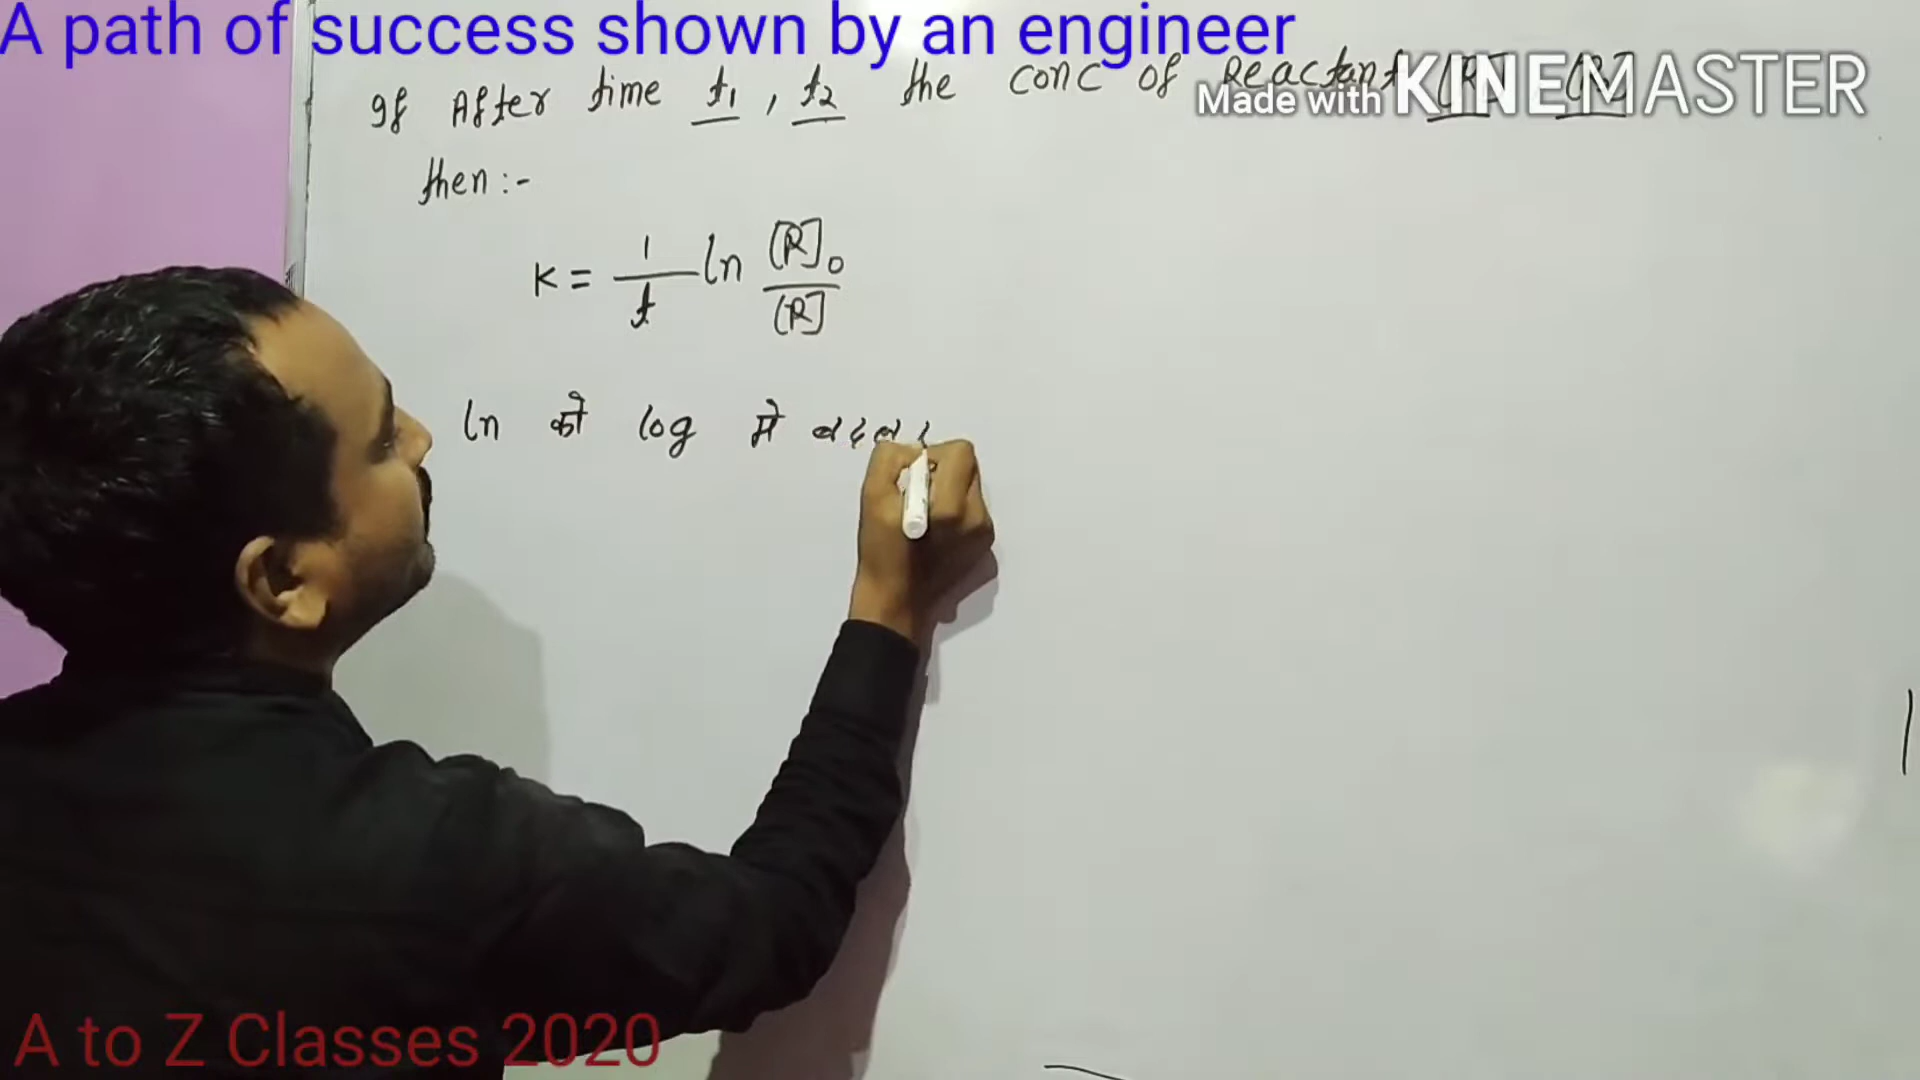 A path of success shown by an engineer
If After time t₁, t₂ the conc of Reactant [R]
Made with KINEMASTER
then :-
K = 1/t ln [R]₀/[R]
ln को log मे
A to Z Classes 2020